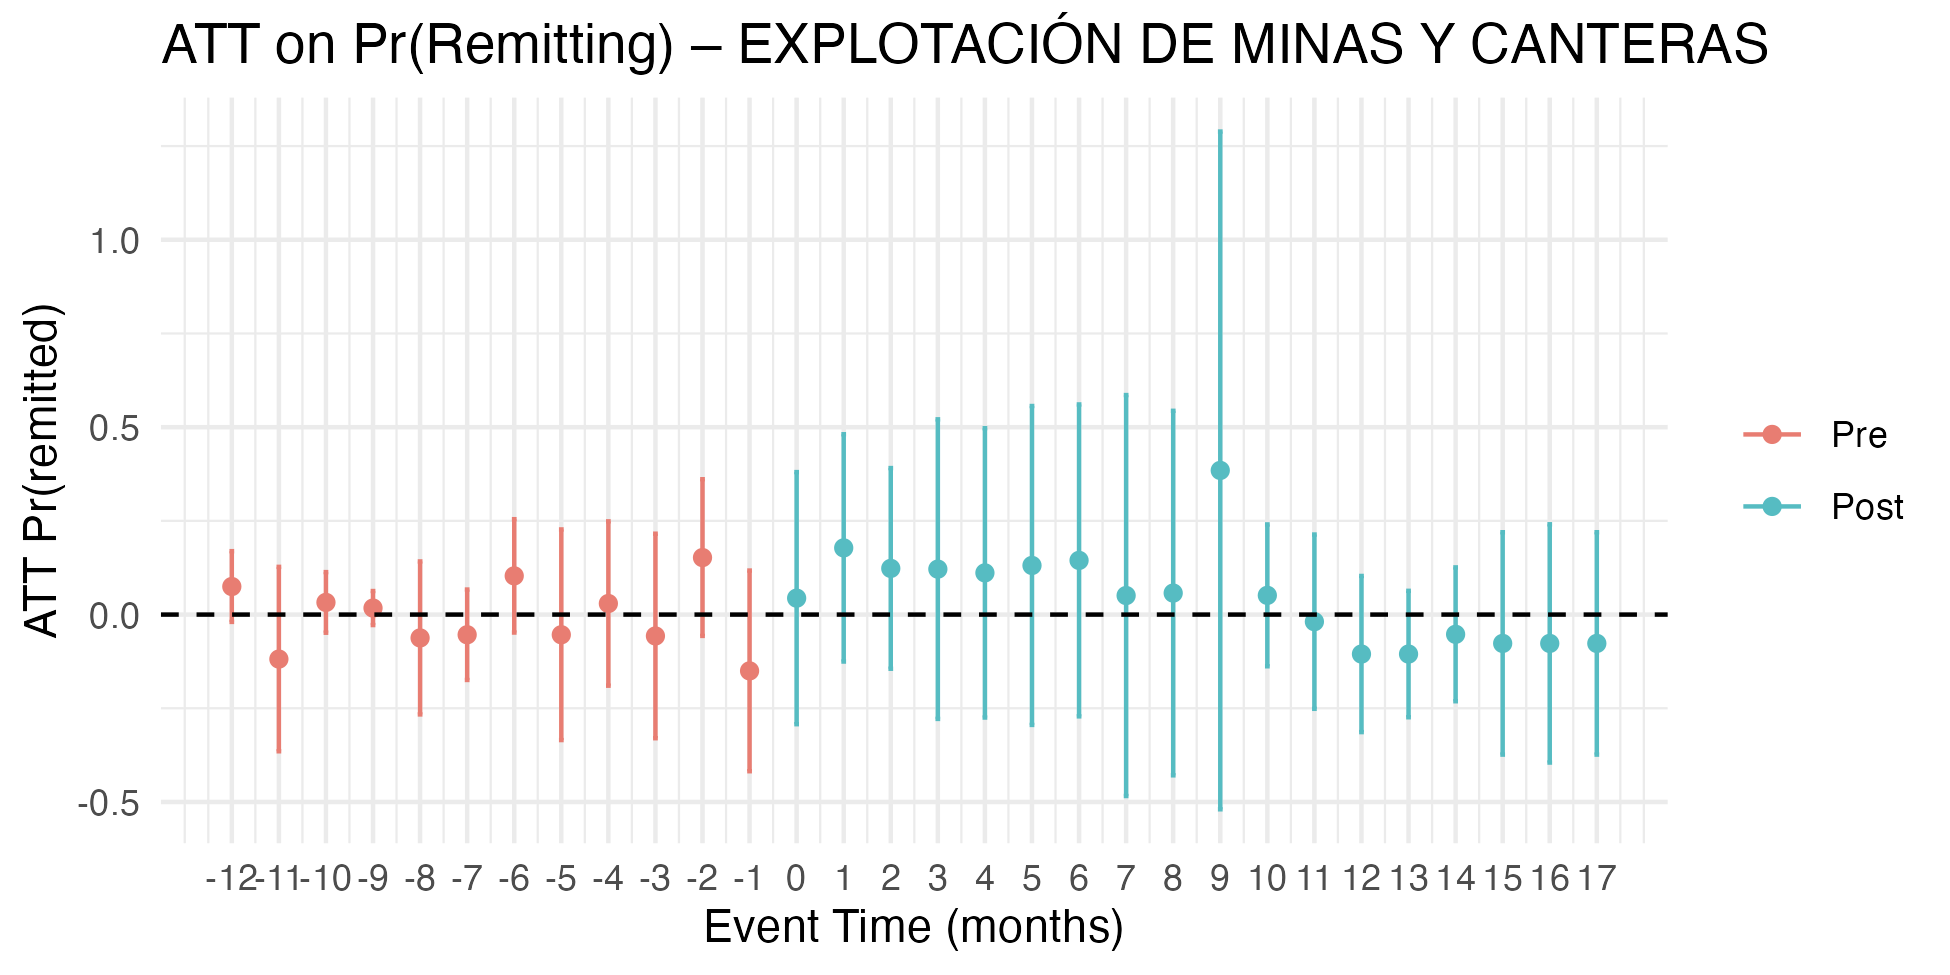 ATT on Pr(Remitting) – EXPLOTACIÓN DE MINAS Y CANTERAS
ATT Pr(remitted)
1.0
0.5
0.0
-0.5
-12 -11 -10 -9 -8 -7 -6 -5 -4 -3 -2 -1 0 1 2 3 4 5 6 7 8 9 10 11 12 13 14 15 16 17
Event Time (months)
Pre
Post